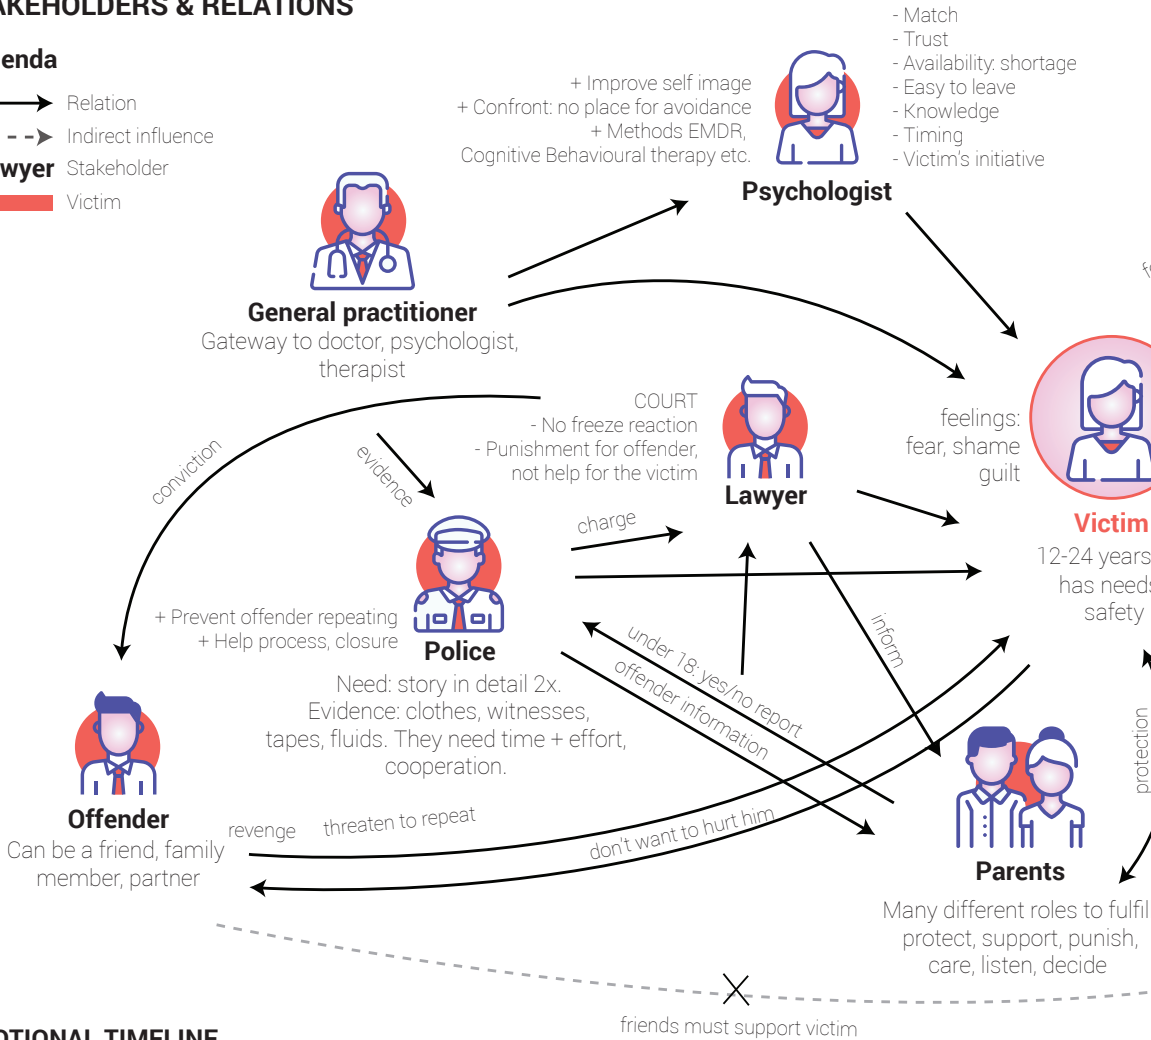 AKEHOLDERS & RELATIONS
enda
Relation
Indirect influence
wyer Stakeholder
Victim
+ Improve self image
+ Confront: no place for avoidance
+ Methods EMDR,
Cognitive Behavioural therapy etc.
- Match
- Trust
- Availability: shortage
- Easy to leave
- Knowledge
- Timing
- Victim's initiative
Psychologist
General practitioner
Gateway to doctor, psychologist,
therapist
COURT
- No freeze reaction
- Punishment for offender,
not help for the victim
Lawyer
feelings:
fear, shame
guilt
Victim
12-24 years
has needs
safety
conviction
evidence
charge
+ Prevent offender repeating
+ Help process, closure
Police
Need: story in detail 2x.
Evidence: clothes, witnesses,
tapes, fluids. They need time + effort,
cooperation.
under 18: yes/no report
offender information
inform
protection
Offender
Can be a friend, family
member, partner
revenge
threaten to repeat
don't want to hurt him
Parents
Many different roles to fulfil
protect, support, punish,
care, listen, decide
friends must support victim
OTIONAL TIMELINE